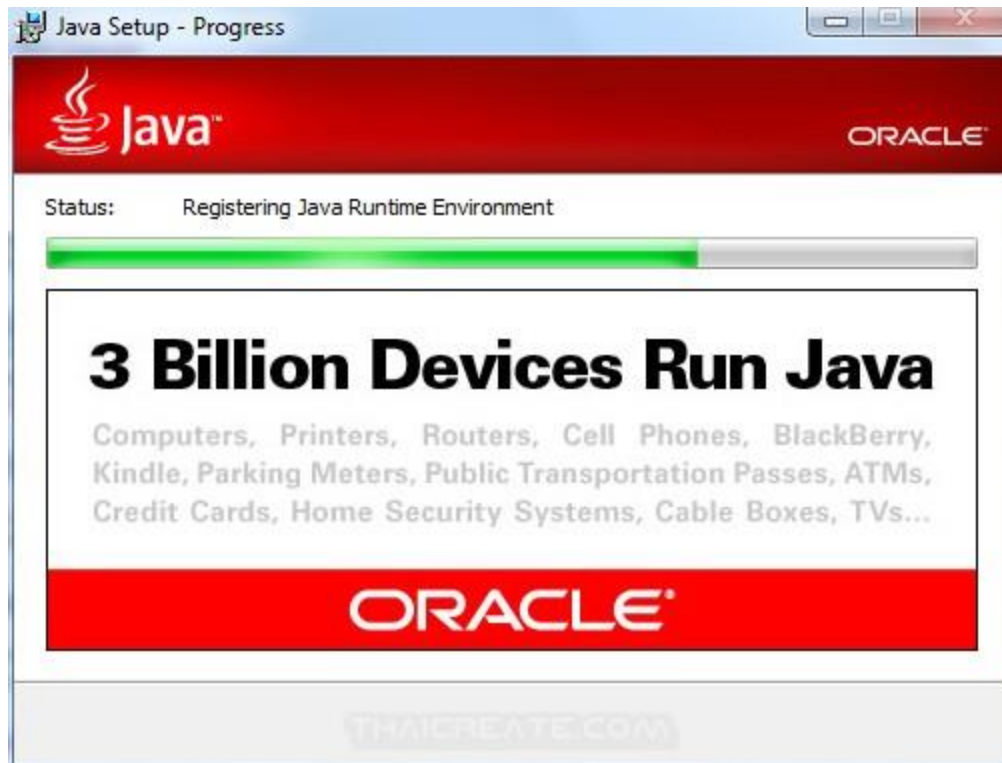 Java Setup - Progress
Java™
ORACLE®
Status: Registering Java Runtime Environment
3 Billion Devices Run Java
Computers, Printers, Routers, Cell Phones, BlackBerry,
Kindle, Parking Meters, Public Transportation Passes, ATMs,
Credit Cards, Home Security Systems, Cable Boxes, TVs...
ORACLE®
THAICREATE.COM